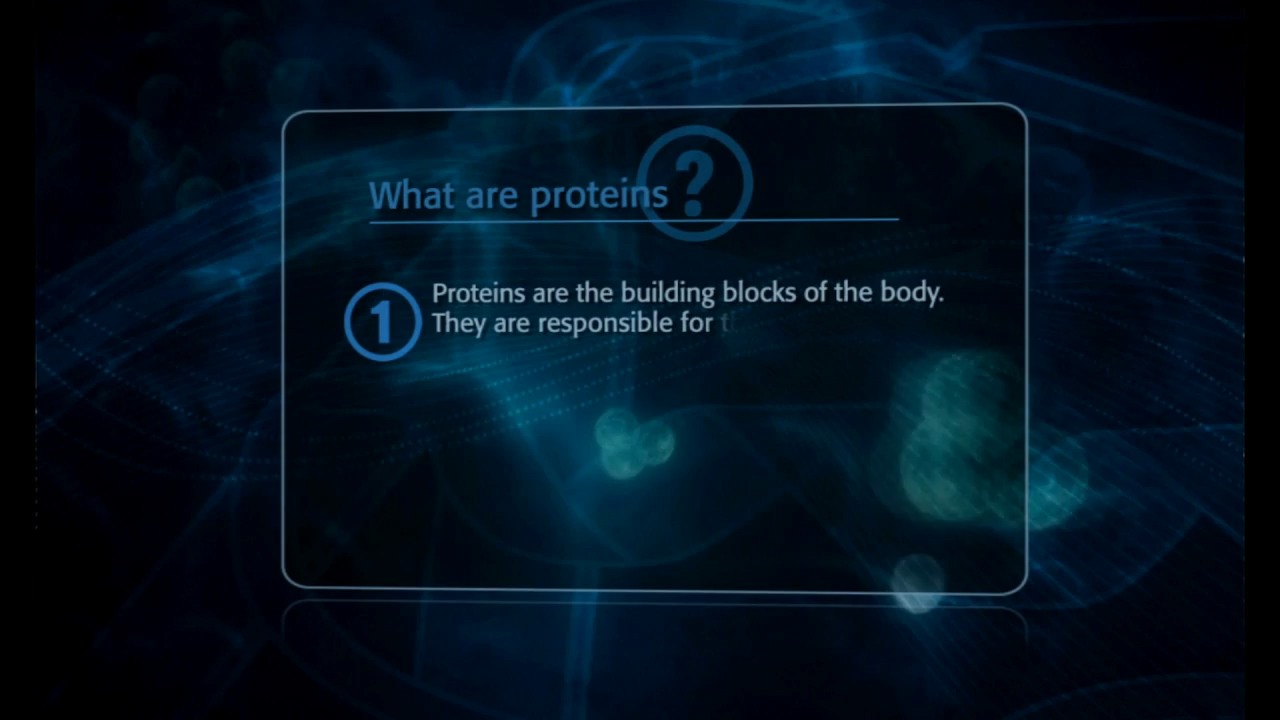 What are proteins ?
1 Proteins are the building blocks of the body.
They are responsible for